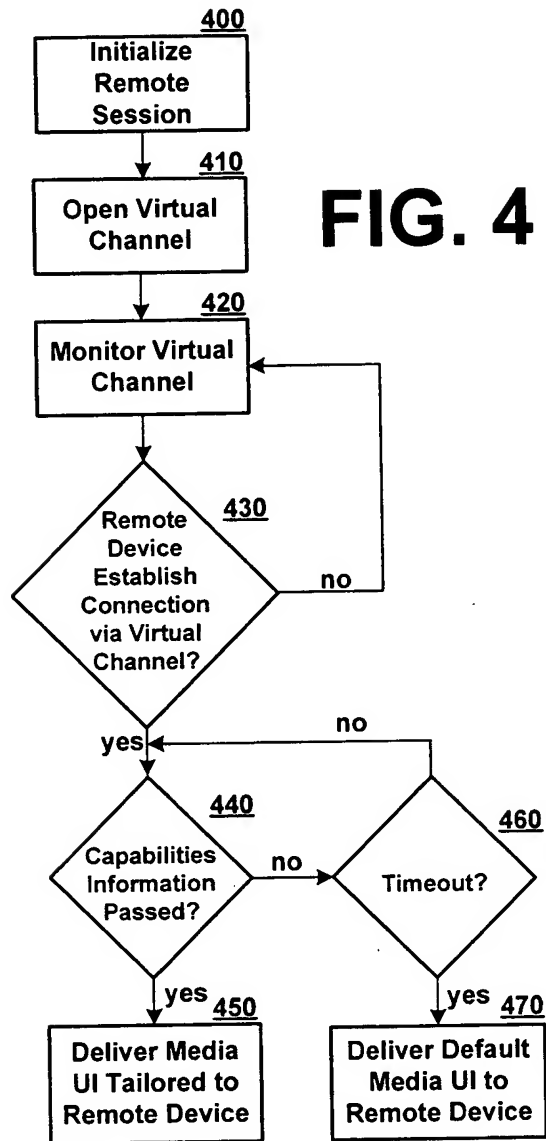 400
Initialize
Remote
Session
410
Open Virtual
Channel
FIG. 4
420
Monitor Virtual
Channel
430
Remote
Device
Establish
Connection
via Virtual
Channel?
no
yes
no
440
Capabilities
Information
Passed?
no
460
Timeout?
yes
450
Deliver Media
UI Tailored to
Remote Device
yes
470
Deliver Default
Media UI to
Remote Device